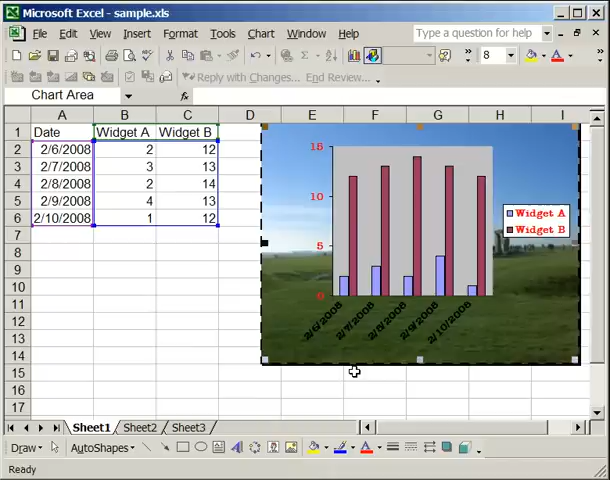 Microsoft Excel - sample.xls
File Edit View Insert Format Tools Chart Window Help
Type a question for help
8
Reply with Changes... End Review...
Chart Area
fx
A B C D E F G H I
1 Date Widget A Widget B
2 2/6/2008 2 12
3 2/7/2008 3 13
4 2/8/2008 2 14
5 2/9/2008 4 13
6 2/10/2008 1 12
7
8
9
10
11
12
13
14
15
16
17
15
10
5
0
2/6/2008 2/7/2008 2/8/2008 2/9/2008 2/10/2008
Widget A
Widget B
Sheet1 Sheet2 Sheet3
Draw AutoShapes
Ready